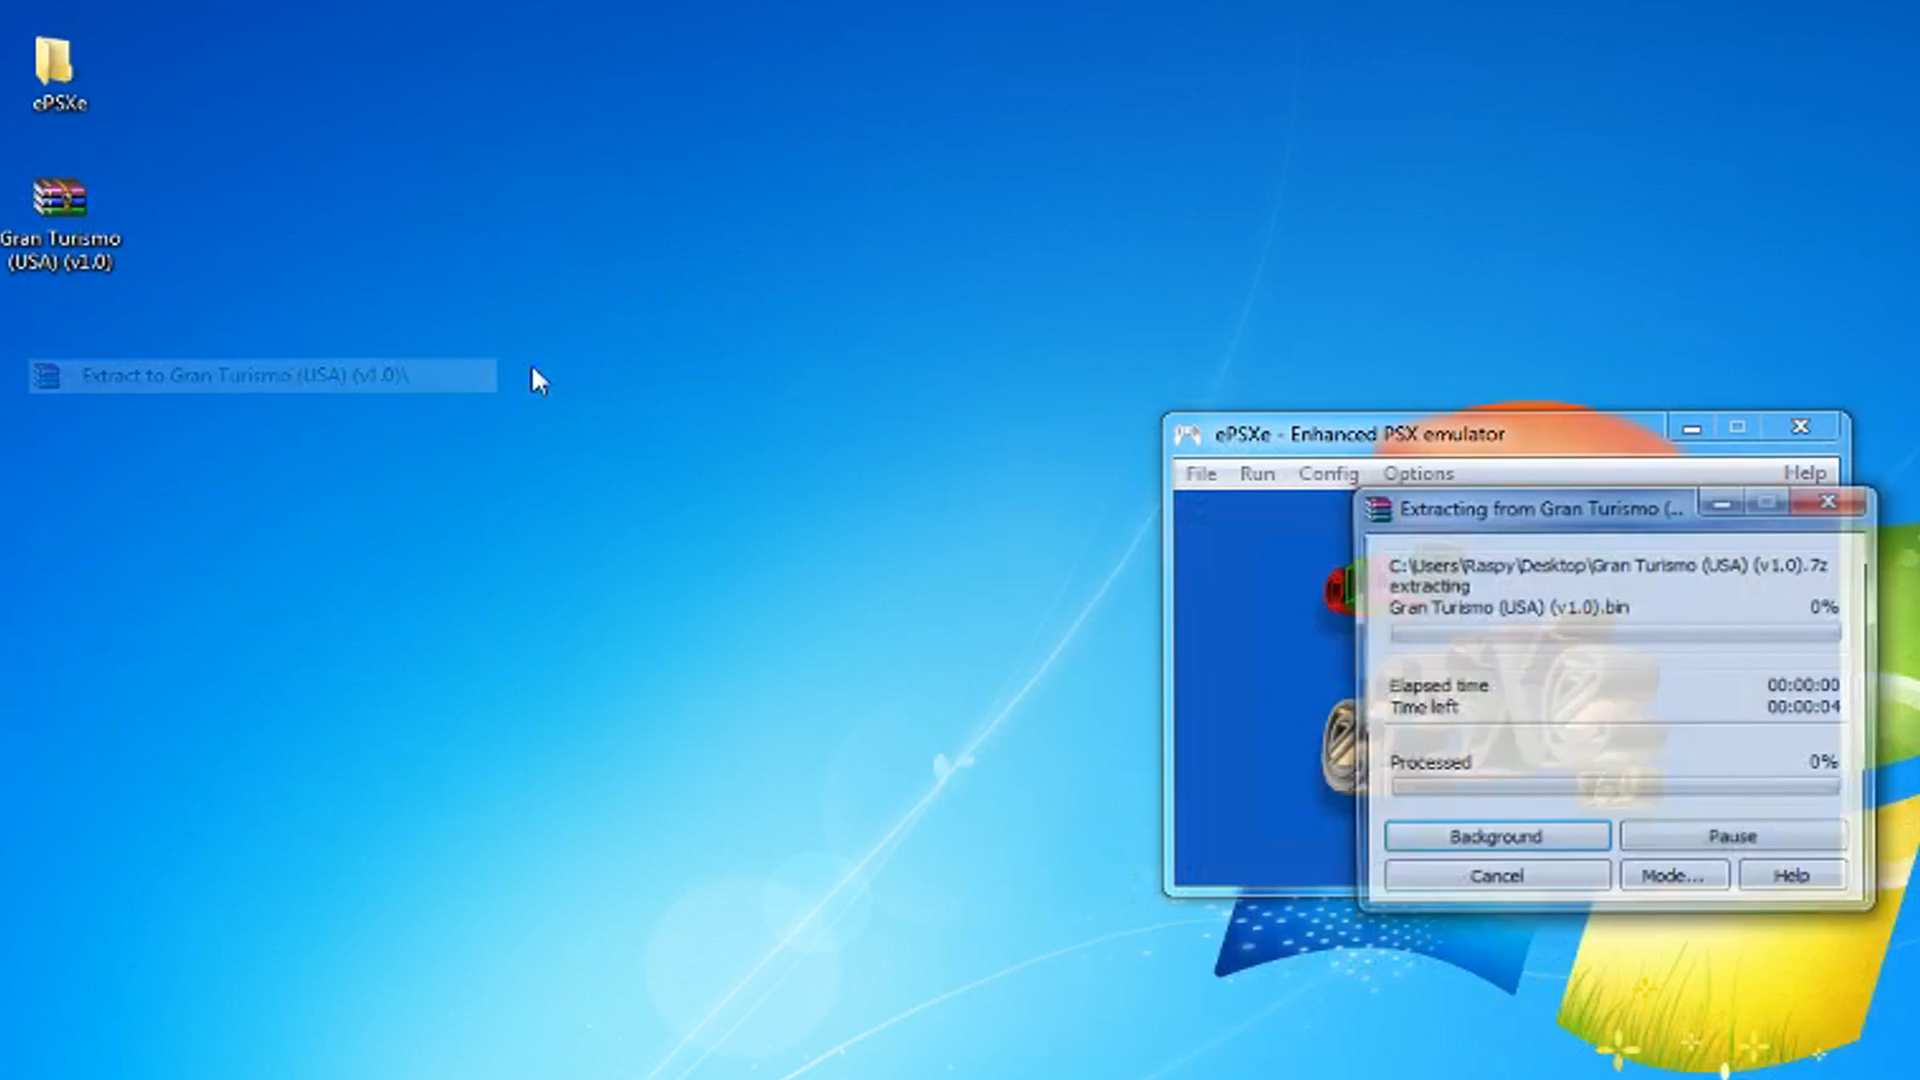 ePSXe
Gran Turismo
(USA) (v1.0)
Extract to Gran Turismo (USA) (v1.0)\
ePSXe - Enhanced PSX emulator
File Run Config Options Help
Extracting from Gran Turismo (...
C:\Users\Raspy\Desktop\Gran Turismo (USA) (v1.0).7z
extracting
Gran Turismo (USA) (v1.0).bin 0%
Elapsed time 00:00:00
Time left 00:00:04
Processed 0%
Background Pause
Cancel Mode... Help